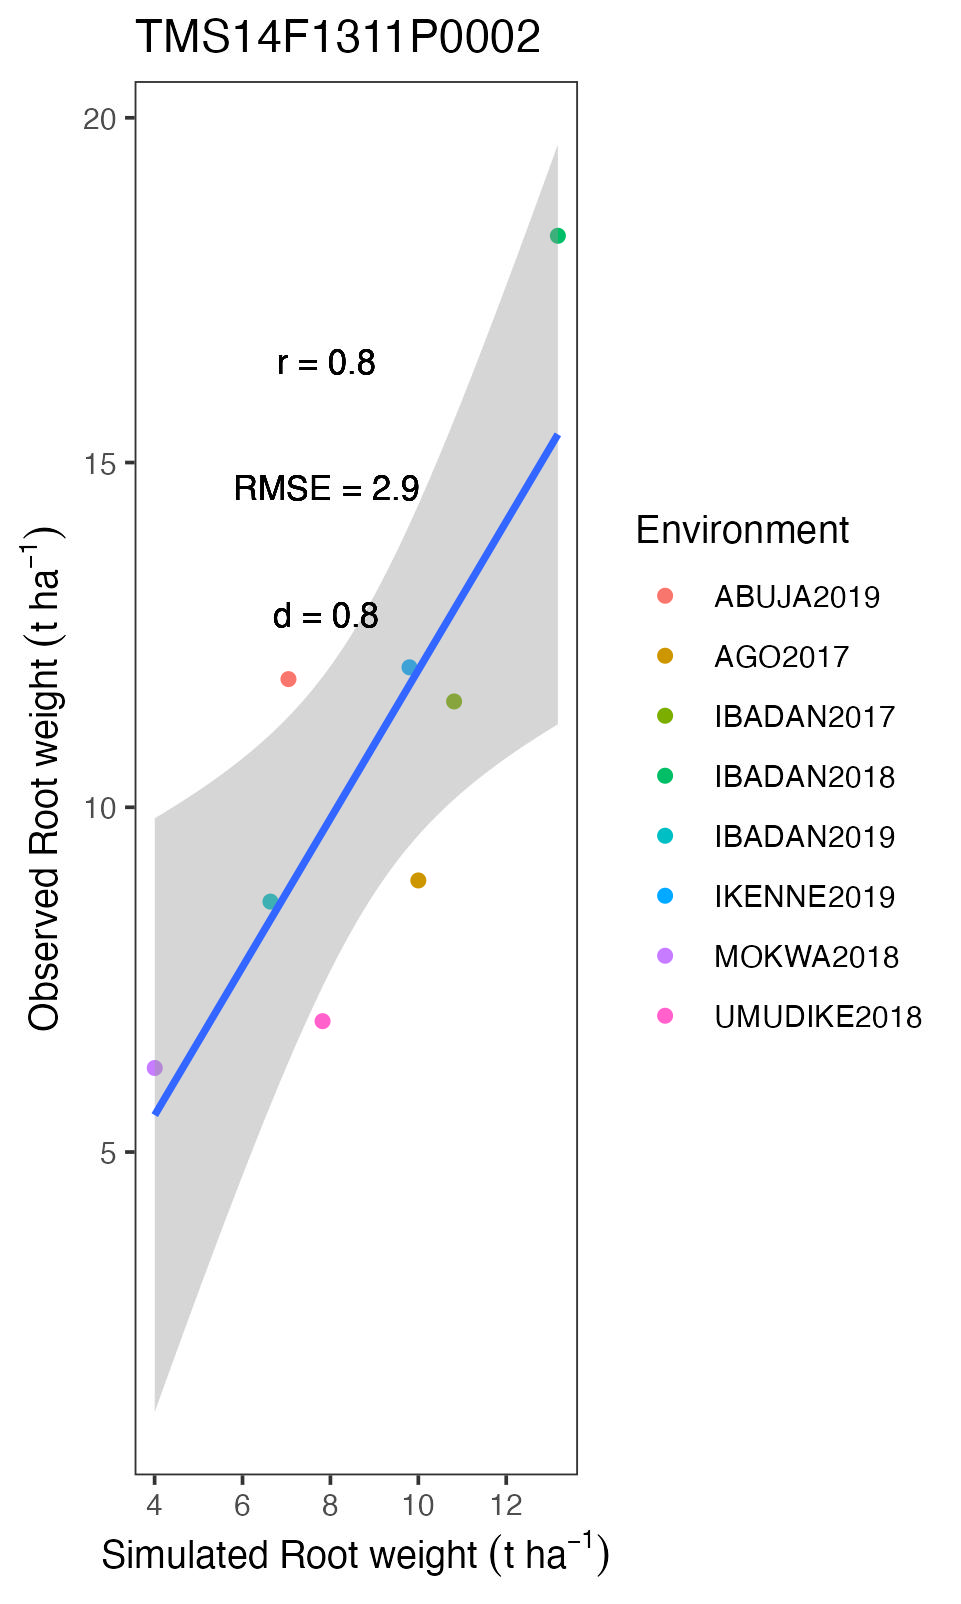 TMS14F1311P0002
20
15
10
5
Observed Root weight (t ha⁻¹)
r = 0.8
RMSE = 2.9
d = 0.8
4 6 8 10 12
Simulated Root weight (t ha⁻¹)
Environment
ABUJA2019
AGO2017
IBADAN2017
IBADAN2018
IBADAN2019
IKENNE2019
MOKWA2018
UMUDIKE2018